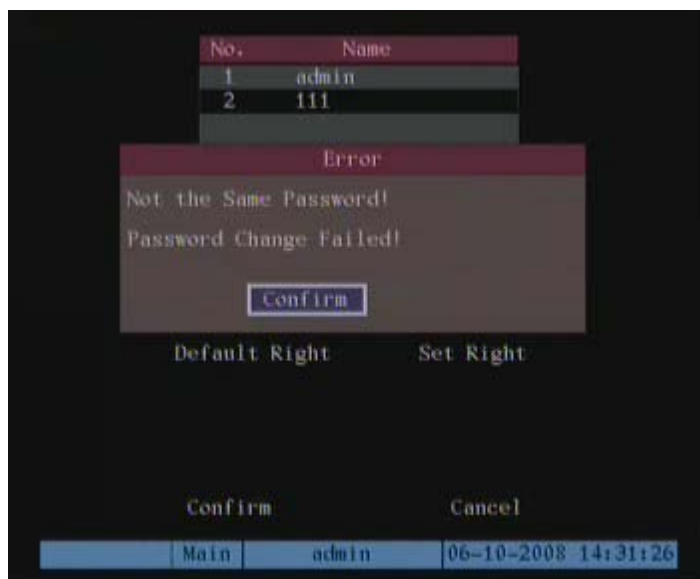 No. Name
1 admin
2 111
Error
Not the Same Password!
Password Change Failed!
Confirm
Default Right Set Right
Confirm Cancel
Main admin 06-10-2008 14:31:26